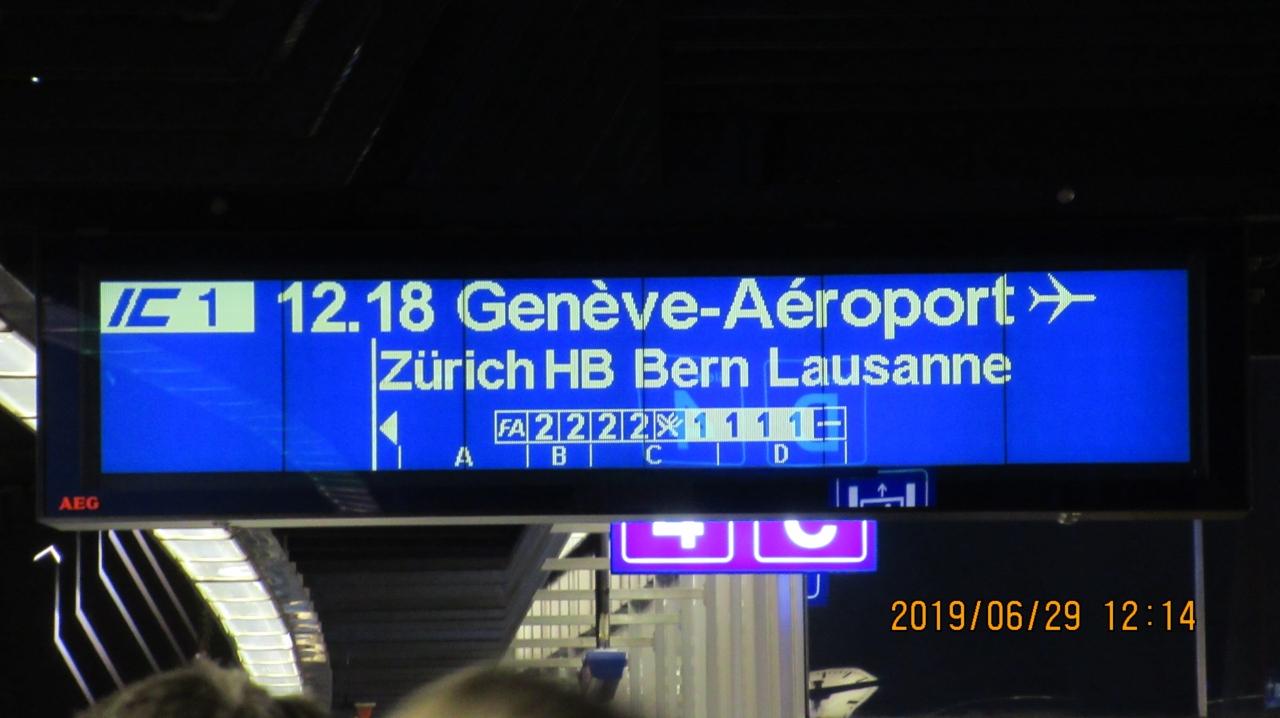 IC 1 12.18 Genève-Aéroport
Zürich HB Bern Lausanne
FA 2 2 2 2 1 1 1 1
A B C D
AEG
4 C
2019/06/29 12:14